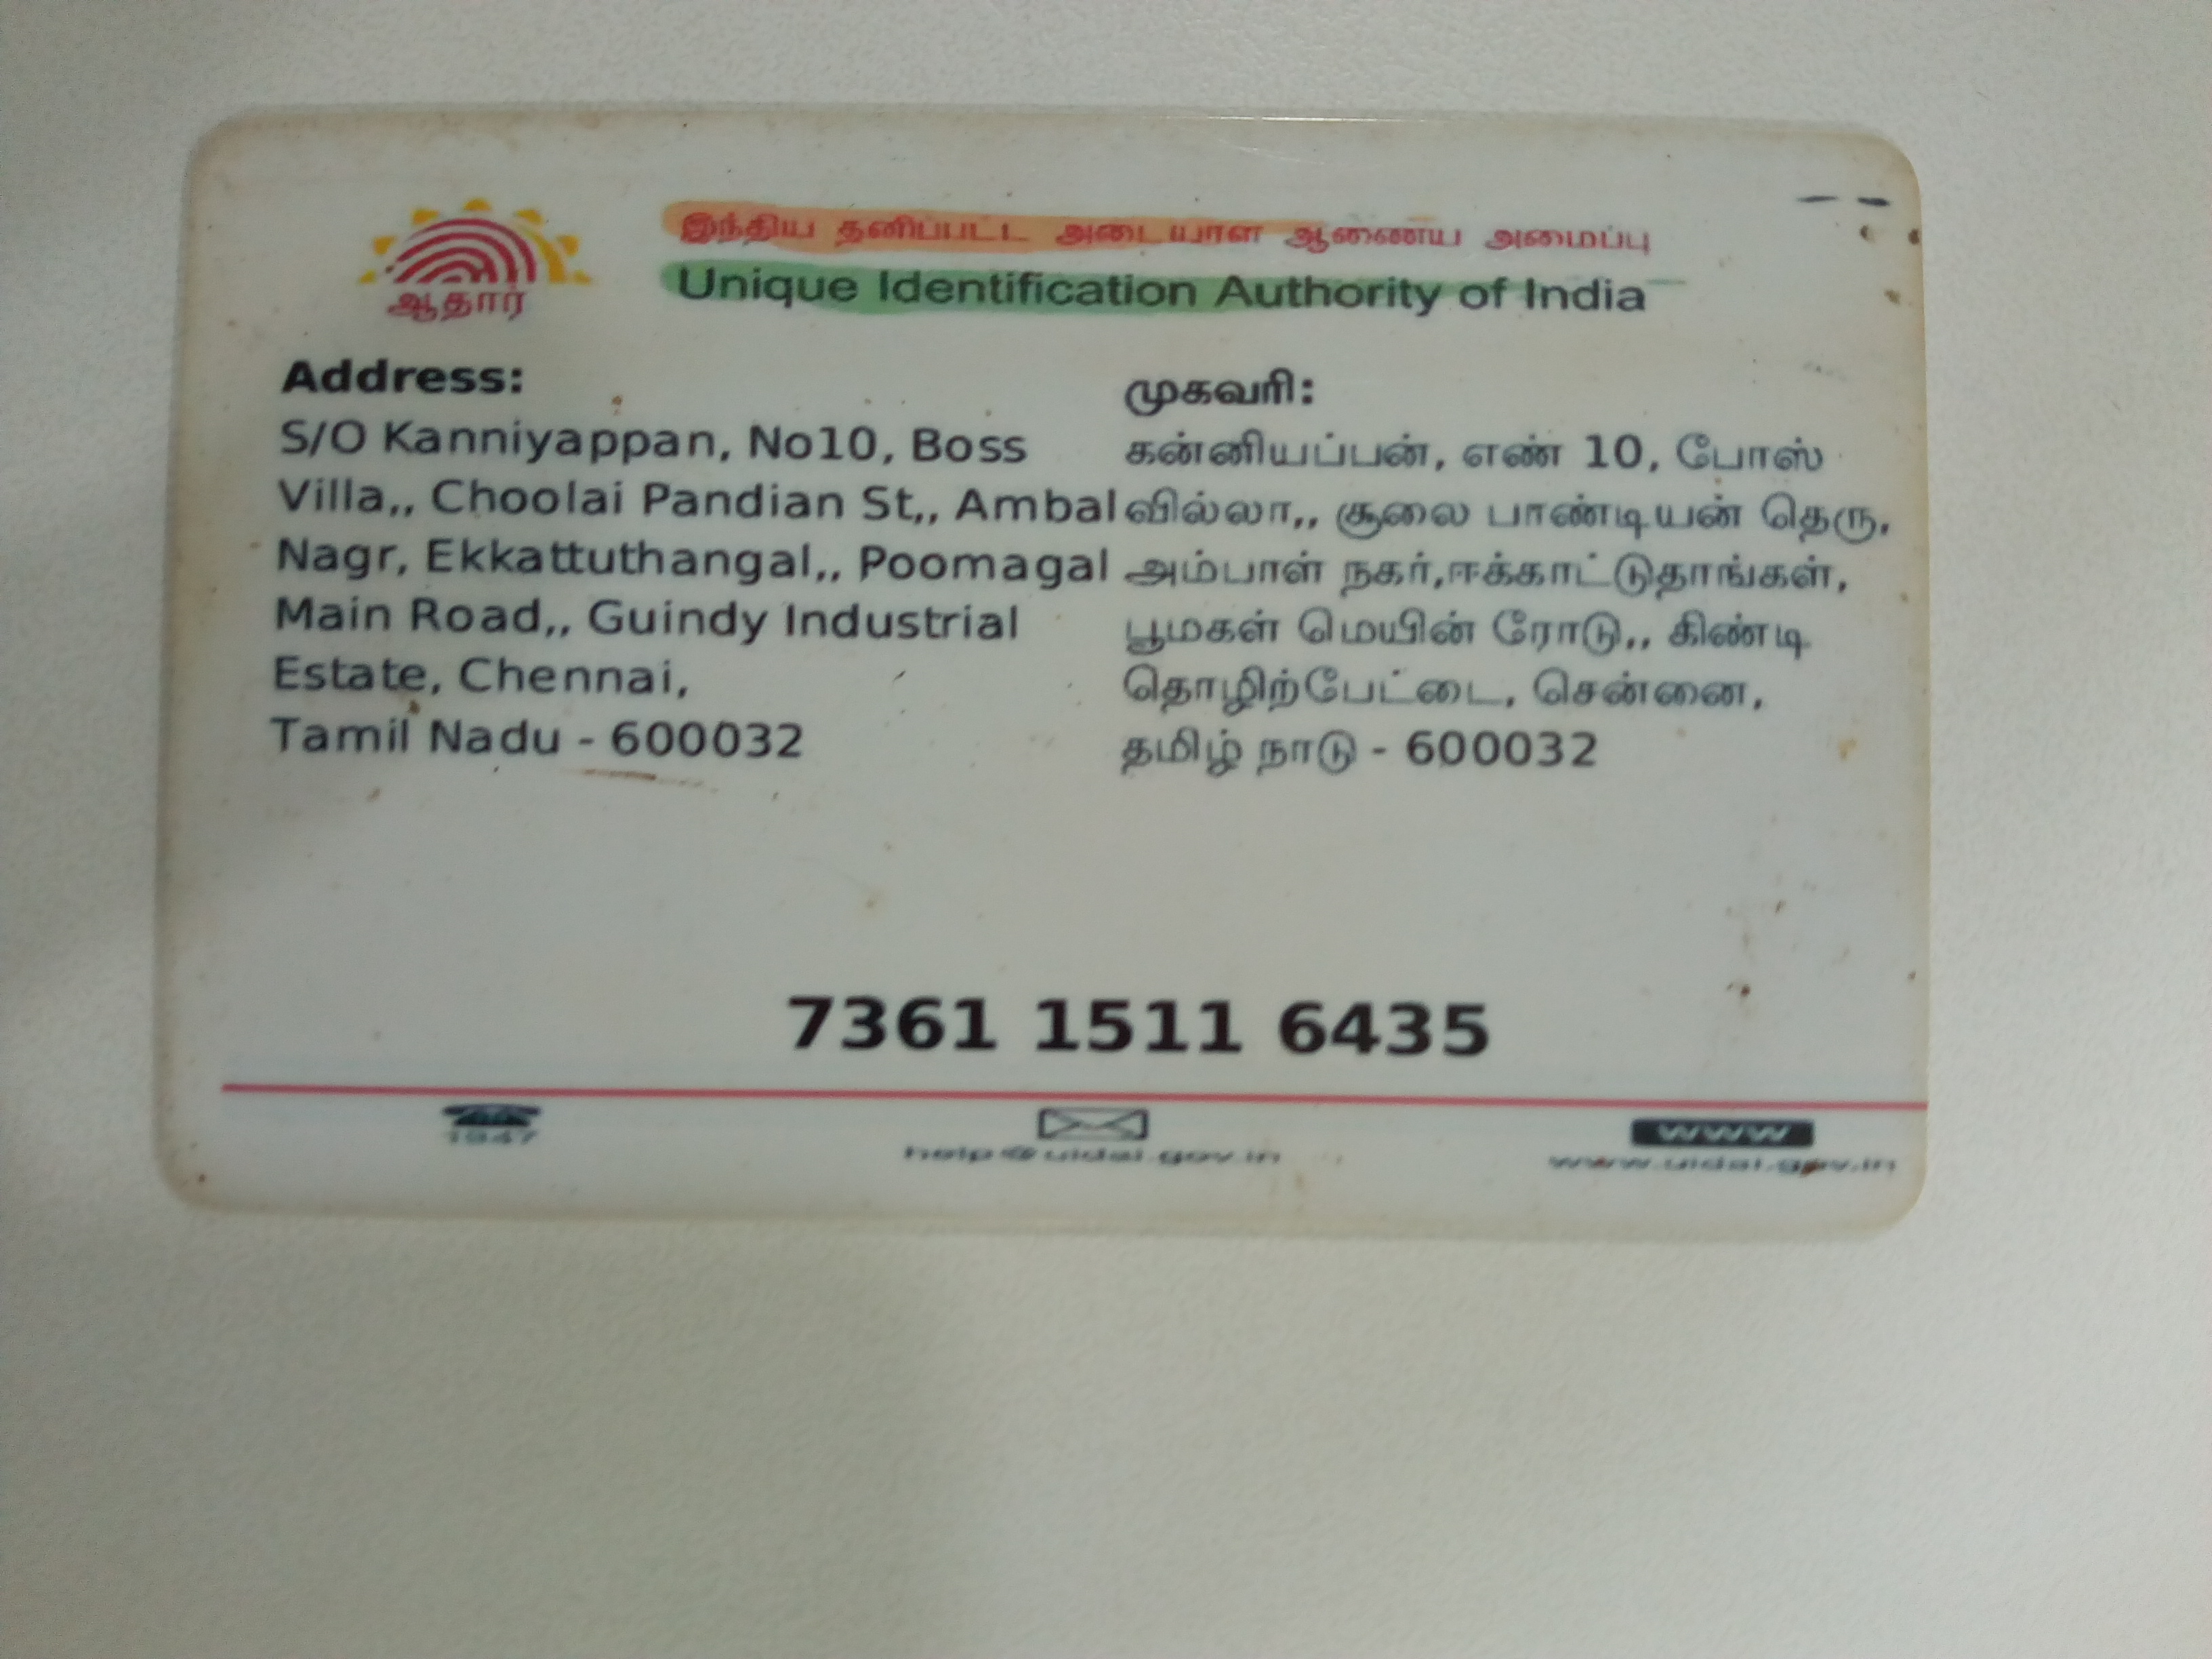 ஆதார்
இந்திய தனிப்பட்ட அடையாள ஆணைய அமைப்பு
Unique Identification Authority of India
Address:
S/O Kanniyappan, No10, Boss
Villa,, Choolai Pandian St,, Ambal
Nagr, Ekkattuthangal,, Poomagal
Main Road,, Guindy Industrial
Estate, Chennai,
Tamil Nadu - 600032
முகவரி:
கன்னியப்பன், எண் 10, போஸ்
வில்லா,, சூலை பாண்டியன் தெரு,
அம்பாள் நகர்,ஈக்காட்டுதாங்கள்,
பூமகள் மெயின் ரோடு,, கிண்டி
தொழிற்பேட்டை, சென்னை,
தமிழ் நாடு - 600032
7361 1511 6435
1947
help@uidai.gov.in
www
www.uidai.gov.in